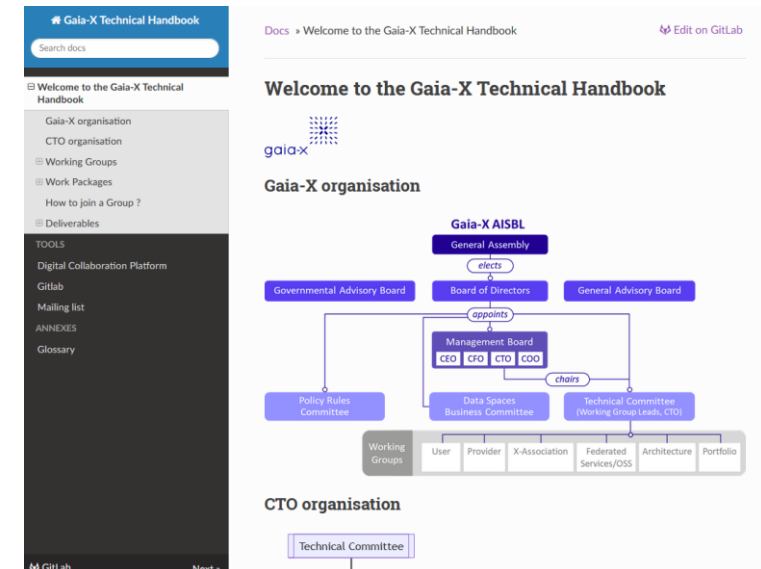 Gaia-X Technical Handbook
Search docs
Welcome to the Gaia-X Technical
Handbook
Gaia-X organisation
CTO organisation
Working Groups
Work Packages
How to join a Group ?
Deliverables
TOOLS
Digital Collaboration Platform
Gitlab
Mailing list
ANNEXES
Glossary
GitLab
Next »
Docs » Welcome to the Gaia-X Technical Handbook
Edit on GitLab
Welcome to the Gaia-X Technical Handbook
gaia-x
Gaia-X organisation
Gaia-X AISBL
General Assembly
elects
Governmental Advisory Board
Board of Directors
General Advisory Board
appoints
Management Board
CEO CFO CTO COO
chairs
Policy Rules
Committee
Data Spaces
Business Committee
Technical Committee
(Working Group Leads, CTO)
Working
Groups
User
Provider
X-Association
Federated
Services/OSS
Architecture
Portfolio
CTO organisation
Technical Committee